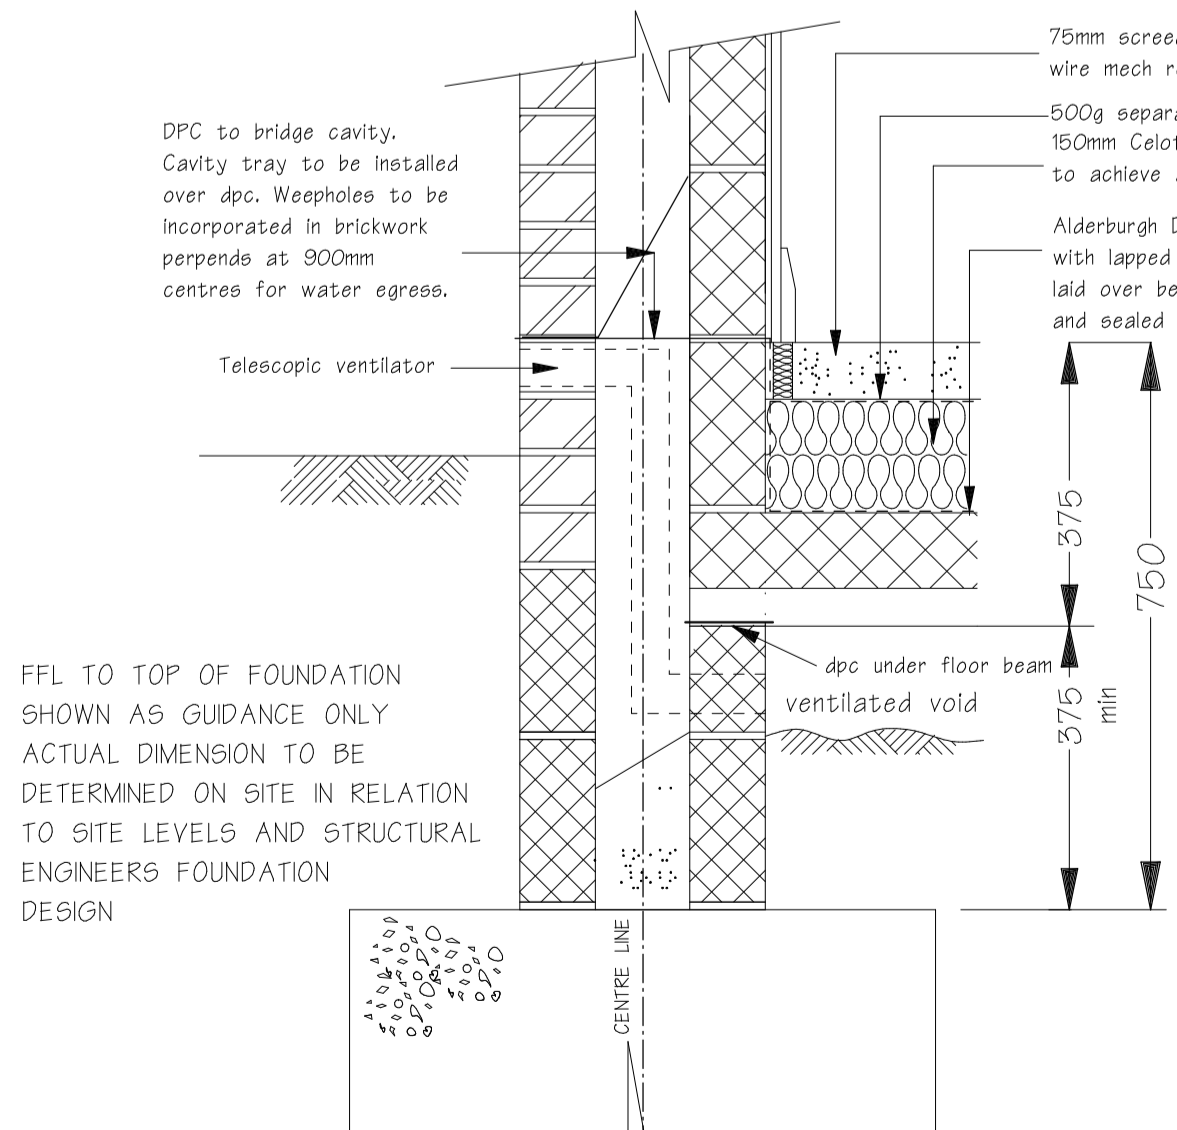 DPC to bridge cavity.
Cavity tray to be installed
over dpc. Weepholes to be
incorporated in brickwork
perpends at 900mm
centres for water egress.
Telescopic ventilator
75mm
wire mech
500g
150mm
to achieve
Alderburgh
with lapped
laid over
and sealed
375
750
375
min
dpc under floor beam
ventilated void
FFL TO TOP OF FOUNDATION
SHOWN AS GUIDANCE ONLY
ACTUAL DIMENSION TO BE
DETERMINED ON SITE IN RELATION
TO SITE LEVELS AND STRUCTURAL
ENGINEERS FOUNDATION
DESIGN
CENTRE LINE